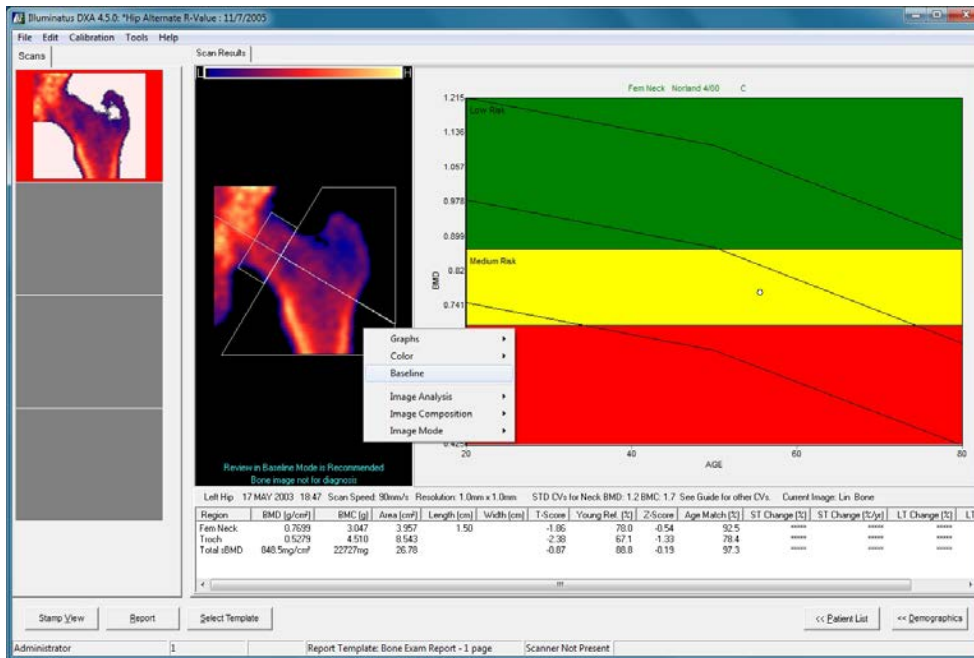 Illuminatus DXA 4.5.0: *Hip Alternate R-Value : 11/7/2005
File Edit Calibration Tools Help
Scans
Scan Results
L H
Fem Neck Norland 4/00 C
1.215
Low Risk
1.136
1.057
0.978
0.899
Medium Risk
0.82
BMD
0.741
Graphs
Color
Baseline
Image Analysis
Image Composition
Image Mode
0.425
20 40 60 80
AGE
Review in Baseline Mode is Recommended
Bone image not for diagnosis
Left Hip 17 MAY 2003 18:47 Scan Speed: 90mm/s Resolution: 1.0mm x 1.0mm STD CVs for Neck BMD: 1.2 BMC: 1.7 See Guide for other CVs. Current Image: Lin Bone
Region BMD [g/cm²] BMC [g] Area [cm²] Length [cm] Width [cm] T-Score Young Ref. [%] Z-Score Age Match [%] ST Change [%] ST Change [%/yr] LT Change [%] LT
Fem Neck 0.7699 3.047 3.957 1.50 -1.86 78.0 -0.54 92.5 ***** ***** *****
Troch 0.5279 4.510 8.543 -2.38 67.1 -1.33 78.4 ***** ***** *****
Total sBMD 848.5mg/cm² 22727mg 26.78 -0.87 88.8 -0.19 97.3 ***** ***** *****
Stamp View Report Select Template << Patient List << Demographics
Administrator 1 Report Template: Bone Exam Report - 1 page Scanner Not Present